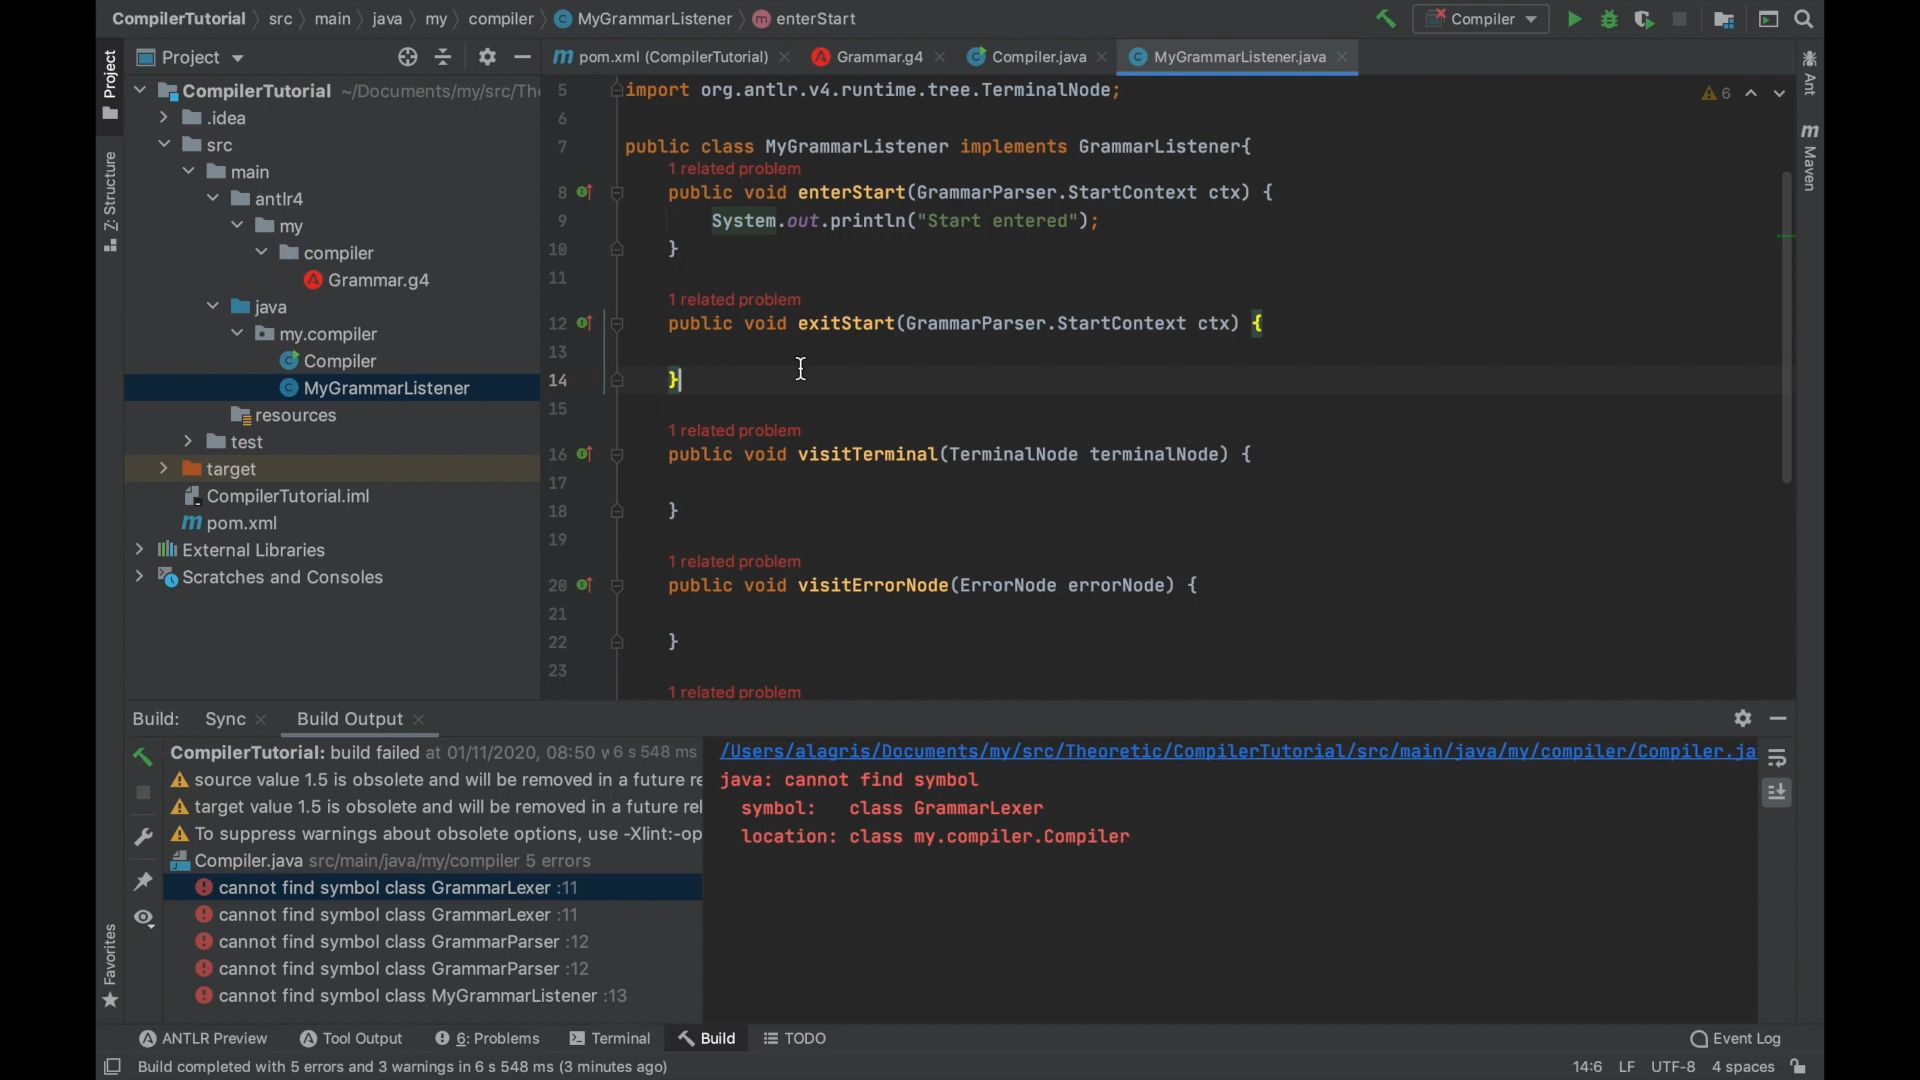 CompilerTutorial src main java my compiler MyGrammarListener enterStart
Compiler
Project
pom.xml (CompilerTutorial)
Grammar.g4
Compiler.java
MyGrammarListener.java
Project
Z: Structure
Favorites
Ant
Maven
CompilerTutorial ~/Documents/my/src/Th
.idea
src
main
antlr4
my
compiler
Grammar.g4
java
my.compiler
Compiler
MyGrammarListener
resources
test
target
CompilerTutorial.iml
pom.xml
External Libraries
Scratches and Consoles
6
5 import org.antlr.v4.runtime.tree.TerminalNode;
6
7 public class MyGrammarListener implements GrammarListener{
1 related problem
8 public void enterStart(GrammarParser.StartContext ctx) {
9 System.out.println("Start entered");
10 }
11
1 related problem
12 public void exitStart(GrammarParser.StartContext ctx) {
13
14 }
15
1 related problem
16 public void visitTerminal(TerminalNode terminalNode) {
17
18 }
19
1 related problem
20 public void visitErrorNode(ErrorNode errorNode) {
21
22 }
23
1 related problem
Build: Sync Build Output
CompilerTutorial: build failed at 01/11/2020, 08:50 w 6 s 548 ms
source value 1.5 is obsolete and will be removed in a future re
target value 1.5 is obsolete and will be removed in a future rel
To suppress warnings about obsolete options, use -Xlint:-op
Compiler.java src/main/java/my/compiler 5 errors
cannot find symbol class GrammarLexer :11
cannot find symbol class GrammarLexer :11
cannot find symbol class GrammarParser :12
cannot find symbol class GrammarParser :12
cannot find symbol class MyGrammarListener :13
/Users/alagris/Documents/my/src/Theoretic/CompilerTutorial/src/main/java/my/compiler/Compiler.ja
java: cannot find symbol
symbol: class GrammarLexer
location: class my.compiler.Compiler
ANTLR Preview Tool Output 6: Problems Terminal Build TODO Event Log
Build completed with 5 errors and 3 warnings in 6 s 548 ms (3 minutes ago) 14:6 LF UTF-8 4 spaces